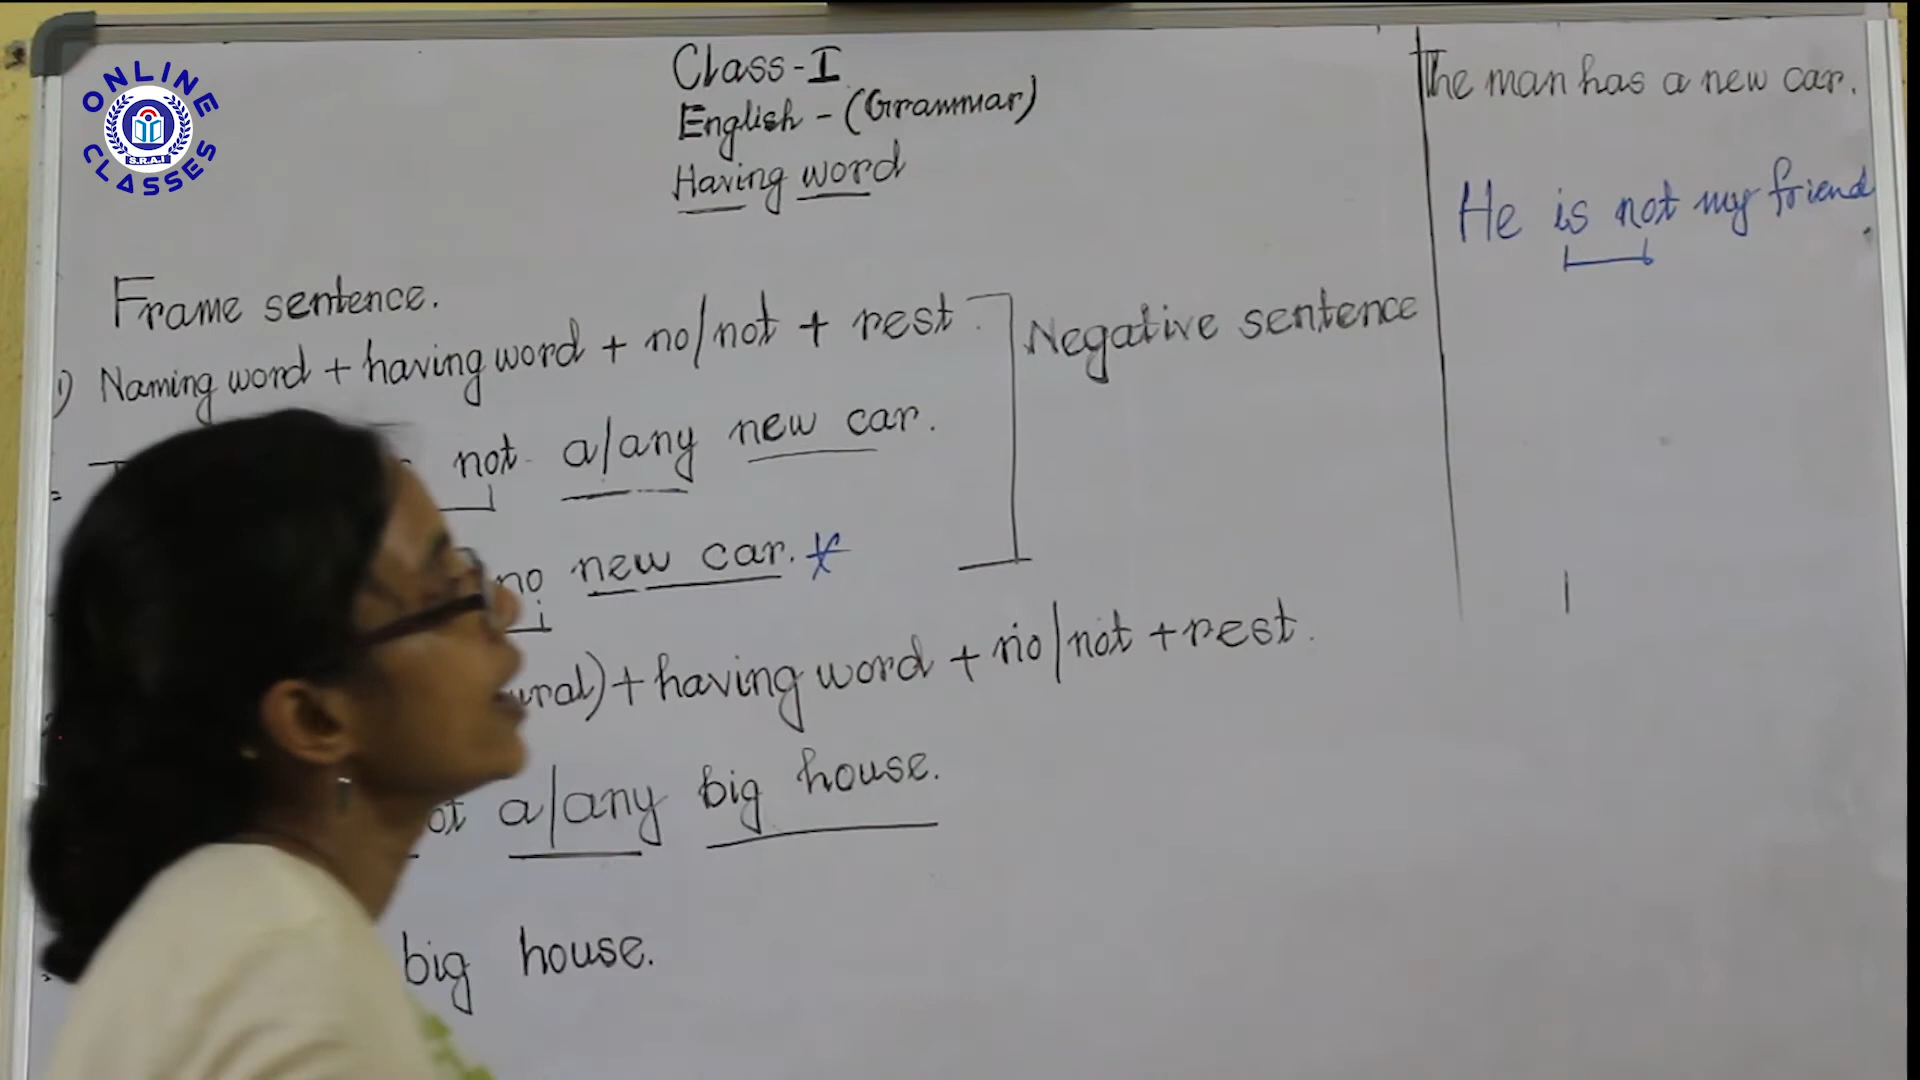 ONLINE CLASSES
S.R.A.I
Class-I
English-(Grammar)
Having word
Frame sentence.
1) Naming word + having word + no/not + rest.
not a/any new car.
no new car.
+ having word + no/not + rest.
a/any big house.
big house.
Negative sentence
The man has a new car.
He is not my friend